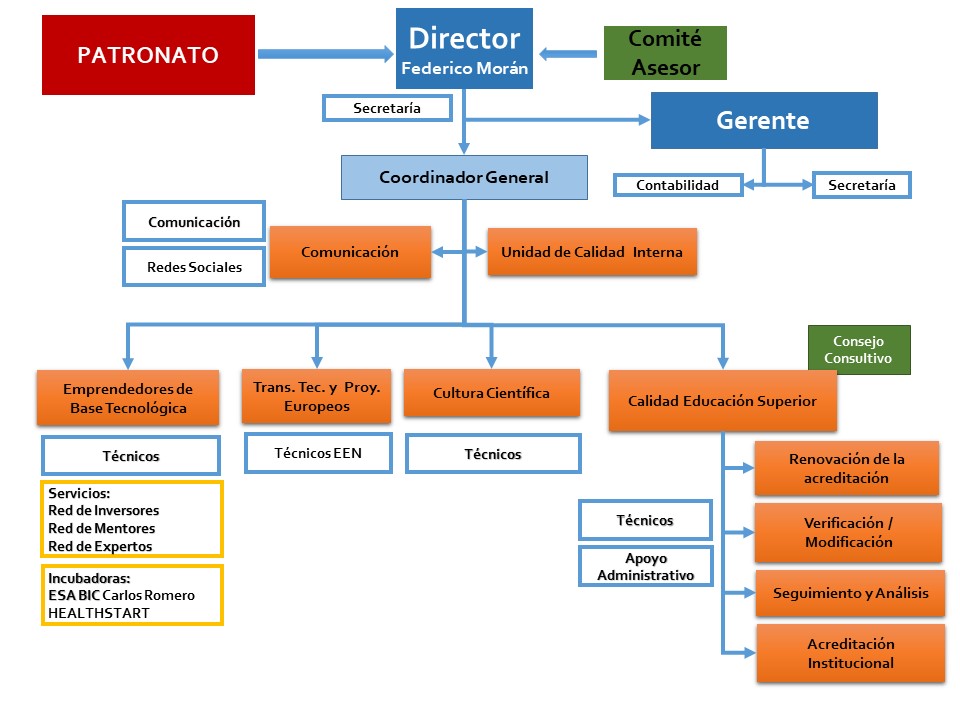 PATRONATO
Director
Federico Morán
Comité
Asesor
Secretaría
Gerente
Coordinador General
Contabilidad
Secretaría
Comunicación
Redes Sociales
Comunicación
Unidad de Calidad Interna
Consejo
Consultivo
Emprendedores de
Base Tecnológica
Trans. Tec. y Proy.
Europeos
Cultura Científica
Calidad Educación Superior
Técnicos
Técnicos EEN
Técnicos
Servicios:
Red de Inversores
Red de Mentores
Red de Expertos
Incubadoras:
ESA BIC Carlos Romero
HEALTHSTART
Técnicos
Apoyo
Administrativo
Renovación de la
acreditación
Verificación /
Modificación
Seguimiento y Análisis
Acreditación
Institucional